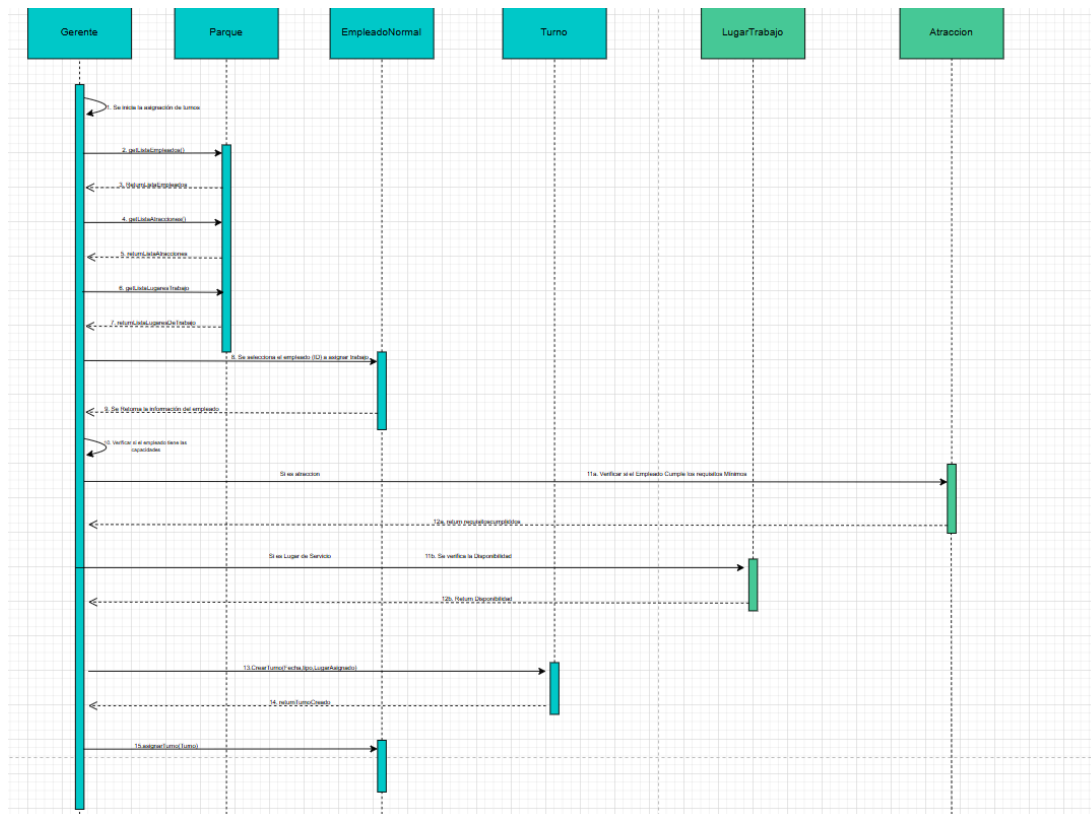 Gerente
Parque
EmpleadoNormal
Turno
LugarTrabajo
Atraccion
1. Se inicia la asignación de turnos
2. getListaEmpleados()
3. ReturnListaEmpleados
4. getListaAtracciones()
5. returnListaAtracciones
6. getListaLugaresTrabajo
7. returnListaLugaresDeTrabajo
8. Se selecciona el empleado (ID) a asignar trabajo
9. Se Retorna la información del empleado
10. Verificar si el empleado tiene las
capacidades
Si es atraccion
11a. Verificar si el Empleado Cumple los requisitos Minimos
12a. return requisitoscumplidos
Si es Lugar de Servicio
11b. Se verifica la Disponibilidad
12b. Return Disponibilidad
13.CrearTurno(Fecha,tipo,LugarAsignado)
14. returnTurnoCreado
15.asignarTurno(Turno)